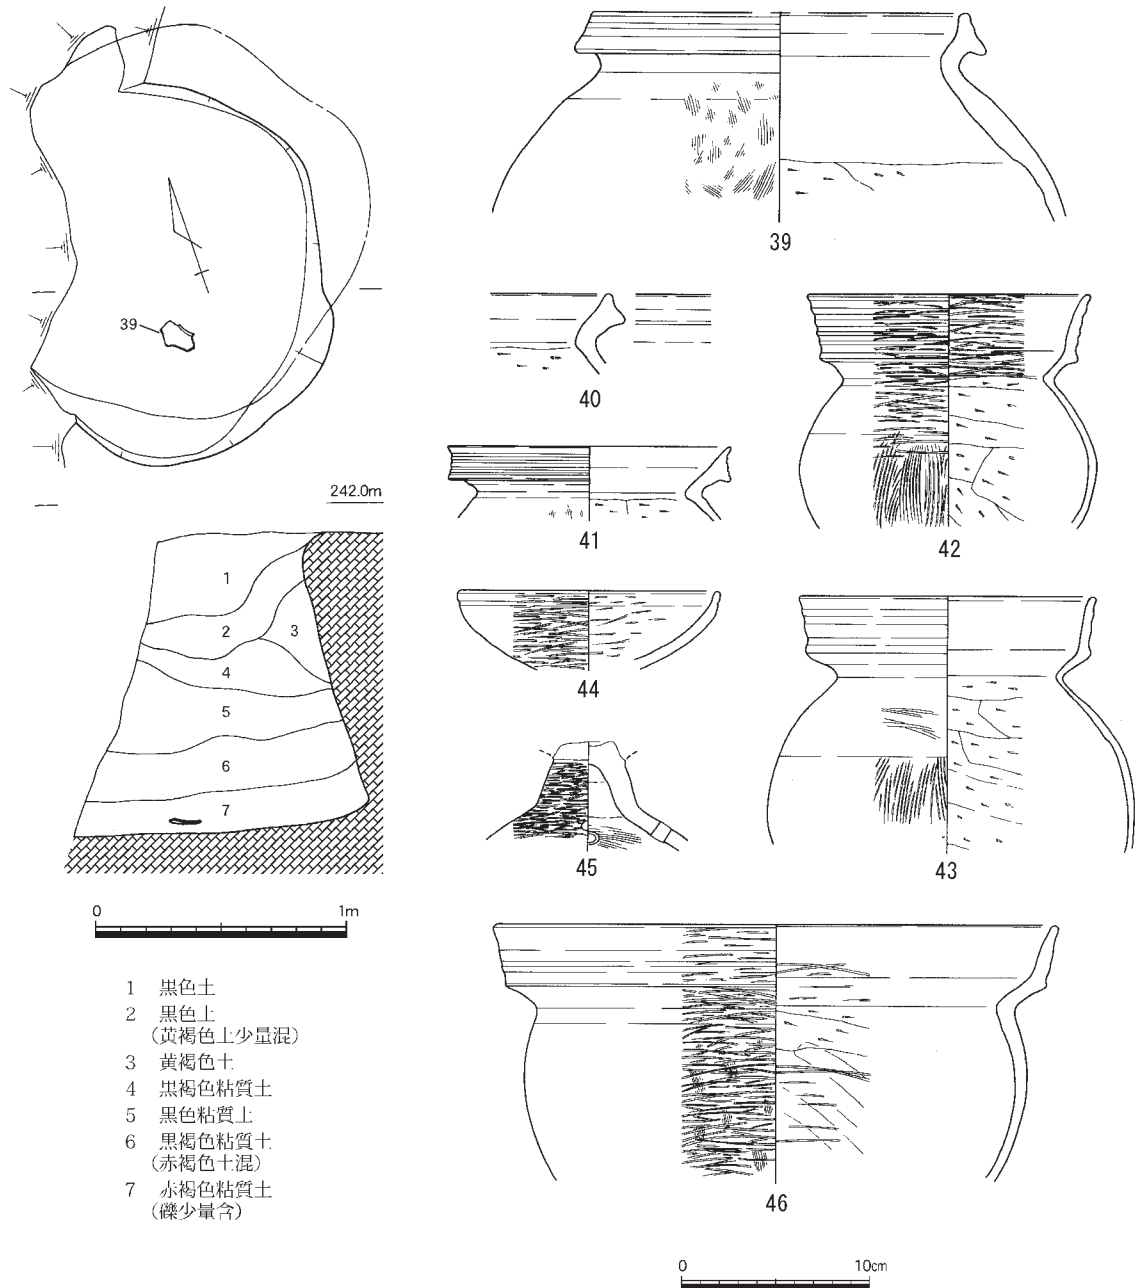 39
242.0m
1
2
3
4
5
6
7
0 1m
1 黒色土
2 黒色土
(黄褐色土少量混)
3 黄褐色土
4 黒褐色粘質土
5 黒色粘質土
6 黒褐色粘質土
(赤褐色土混)
7 赤褐色粘質土
(礫少量含)
39
40
41
42
43
44
45
46
0 10cm